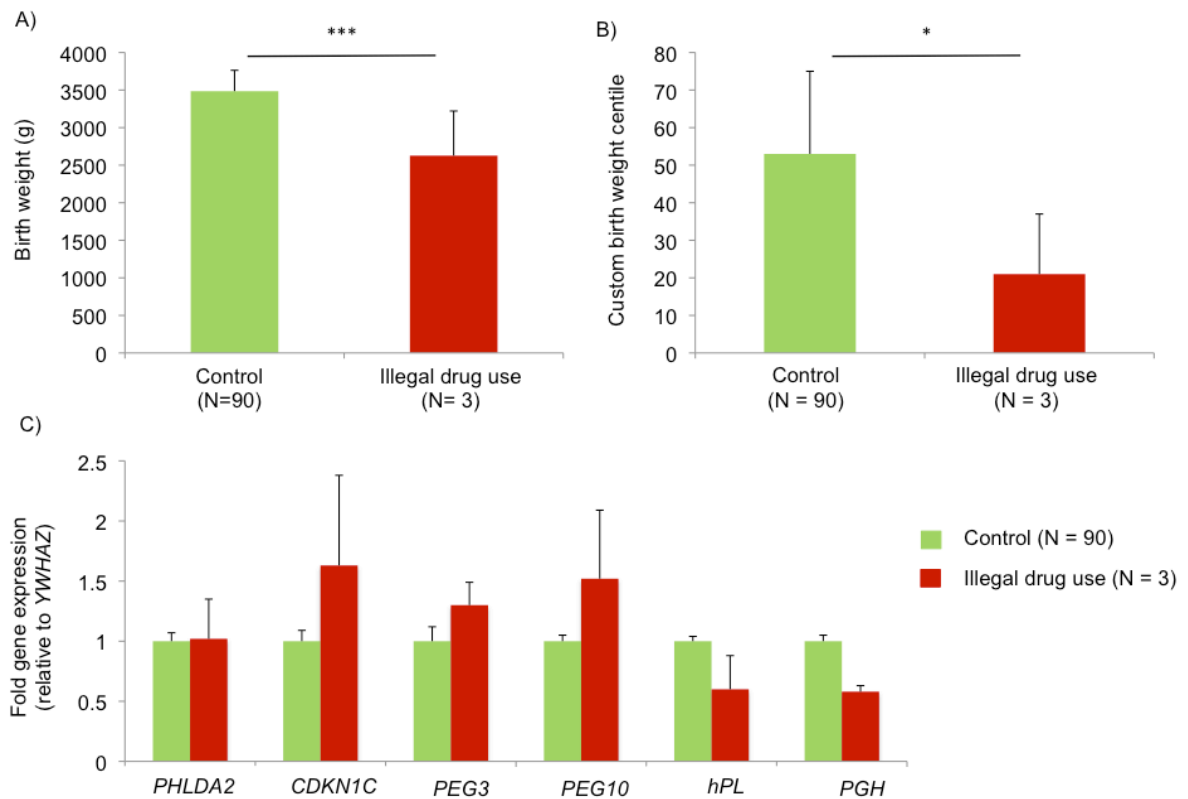 A)
***
Birth weight (g)
4000
3500
3000
2500
2000
1500
1000
500
0
Control
(N=90)
Illegal drug use
(N= 3)
B)
*
Custom birth weight centile
80
70
60
50
40
30
20
10
0
Control
(N = 90)
Illegal drug use
(N = 3)
C)
Fold gene expression
(relative to YWHAZ)
2.5
2
1.5
1
0.5
0
PHLDA2
CDKN1C
PEG3
PEG10
hPL
PGH
Control (N = 90)
Illegal drug use (N = 3)